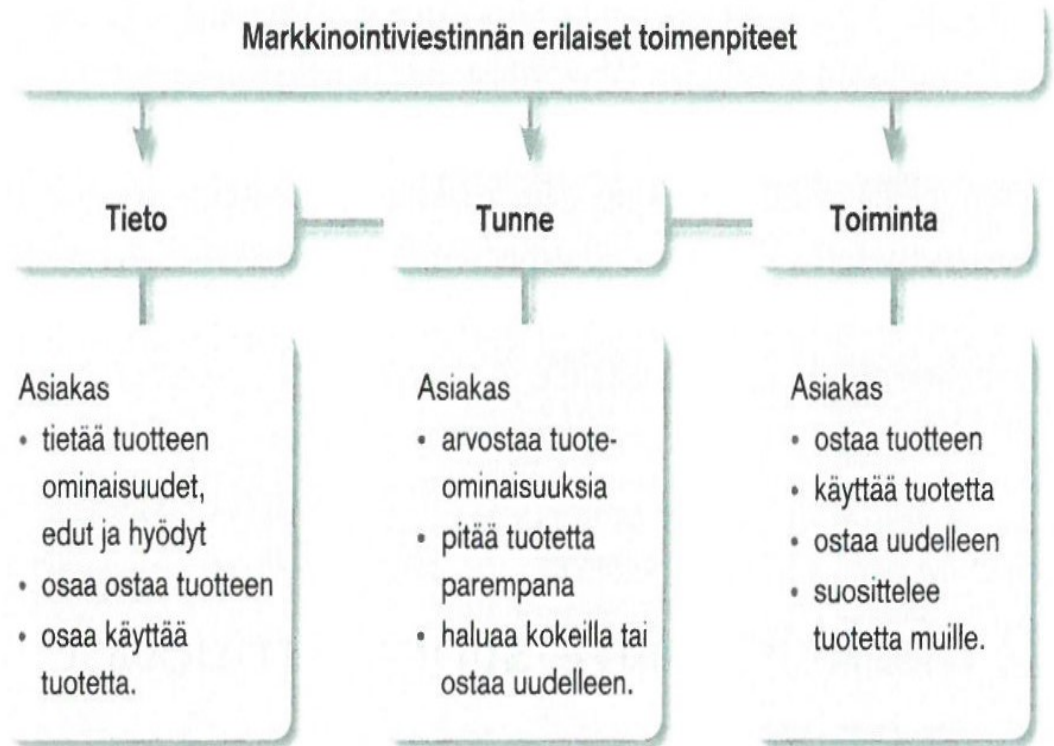 Markkinointiviestinnän erilaiset toimenpiteet
Tieto
Tunne
Toiminta
Asiakas
• tietää tuotteen
ominaisuudet,
edut ja hyödyt
• osaa ostaa tuotteen
• osaa käyttää
tuotetta.
Asiakas
• arvostaa tuote-
ominaisuuksia
• pitää tuotetta
parempana
• haluaa kokeilla tai
ostaa uudelleen.
Asiakas
• ostaa tuotteen
• käyttää tuotetta
• ostaa uudelleen
• suosittelee
tuotetta muille.